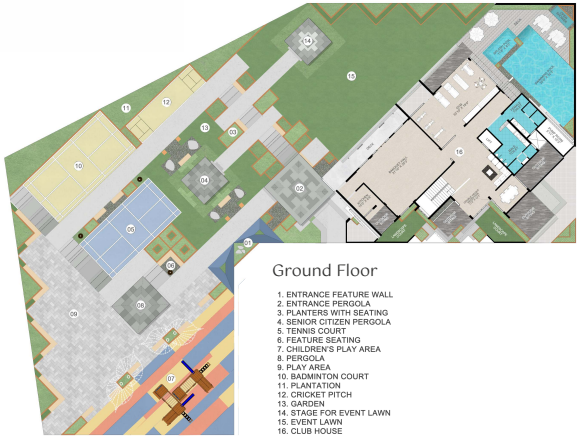 14
15
11
12
13
03
10
16
04
02
05
01
06
09
08
07
Ground Floor
1. ENTRANCE FEATURE WALL
2. ENTRANCE PERGOLA
3. PLANTERS WITH SEATING
4. SENIOR CITIZEN PERGOLA
5. TENNIS COURT
6. FEATURE SEATING
7. CHILDREN'S PLAY AREA
8. PERGOLA
9. PLAY AREA
10. BADMINTON COURT
11. PLANTATION
12. CRICKET PITCH
13. GARDEN
14. STAGE FOR EVENT LAWN
15. EVENT LAWN
16. CLUB HOUSE